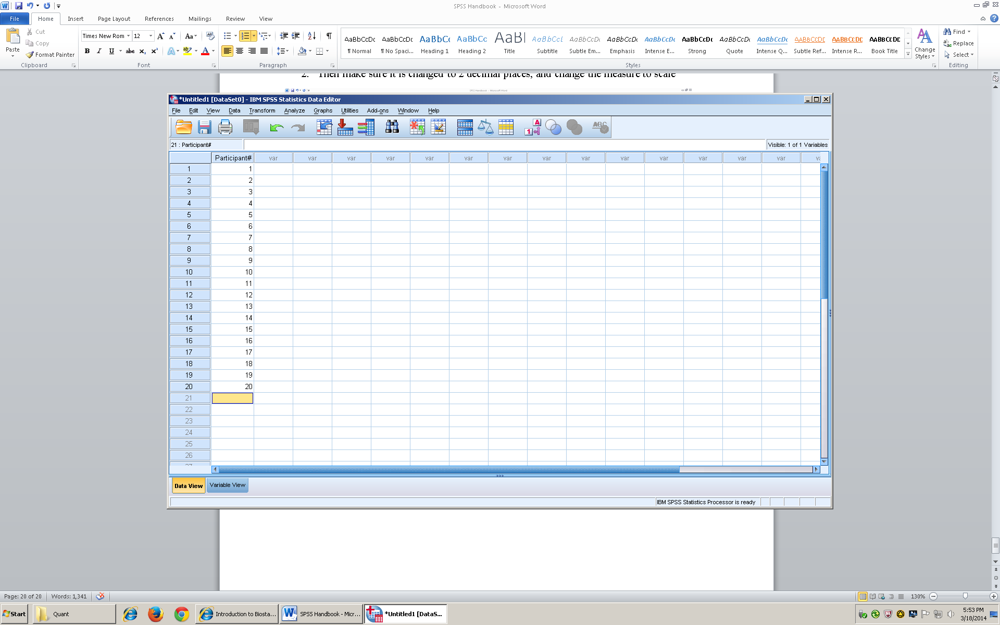 SPSS Handbook - Microsoft Word
File Home Insert Page Layout References Mailings Review View
Paste
Cut
Copy
Format Painter
Clipboard
Times New Rom 12
Font
Paragraph
AaBbCcDc AaBbCcDc AaBbCc AaBbCc AaBl AaBbCcL AaBbCcDc AaBbCcDc AaBbCcDc AaBbCcDc AaBbCcDc AaBbCcDc AABBCCDE AABBCCDE AABBCCDE
¶ Normal ¶ No Spaci... Heading 1 Heading 2 Title Subtitle Subtle Em... Emphasis Intense E... Strong Quote Intense Q... Subtle Ref... Intense R... Book Title
Styles
Change Styles
Find
Replace
Select
Editing
2. Then make sure it is changed to 2 decimal places, and change the measure to scale
SPSS Handbook - Microsoft Word
*Untitled1 [DataSet0] - IBM SPSS Statistics Data Editor
File Edit View Data Transform Analyze Graphs Utilities Add-ons Window Help
21 : Participant#
Visible: 1 of 1 Variables
Participant# var var var var var var var var var var var var var var
1 1
2 2
3 3
4 4
5 5
6 6
7 7
8 8
9 9
10 10
11 11
12 12
13 13
14 14
15 15
16 16
17 17
18 18
19 19
20 20
21
22
23
24
25
26
27
Data View Variable View
IBM SPSS Statistics Processor is ready
Page: 20 of 20 Words: 1,341
130%
Start Quant Introduction to Biosta... SPSS Handbook - Micr... *Untitled1 [DataS...
5:53 PM
3/18/2014